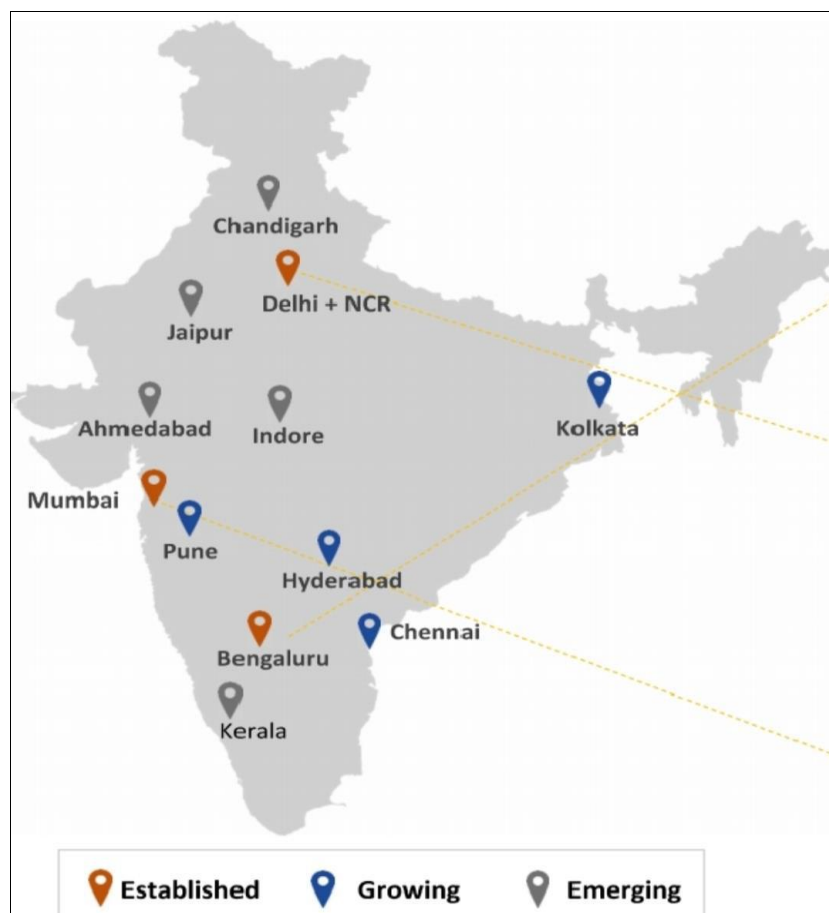 Chandigarh
Delhi + NCR
Jaipur
Ahmedabad
Indore
Kolkata
Mumbai
Pune
Hyderabad
Chennai
Bengaluru
Kerala
Established Growing Emerging